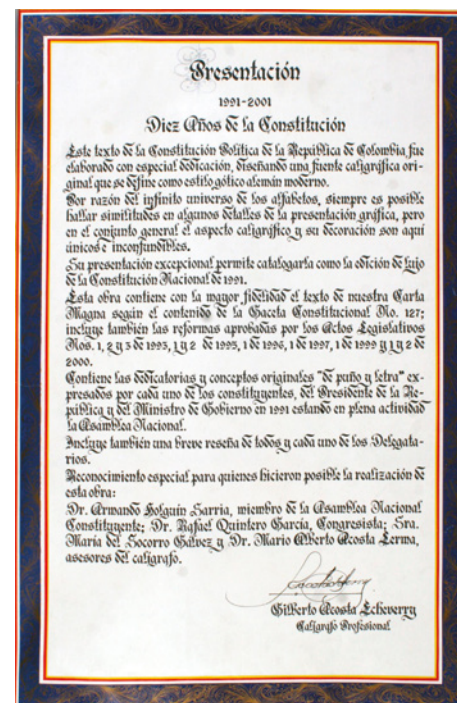 Presentación
1991-2001
Diez Años de la Constitución
Este texto de la Constitución Política de la República de Colombia, fue
elaborado con especial dedicación, diseñando una fuente caligráfica ori-
ginal que se define como estilo gótico alemán moderno.
Por razón del infinito universo de los alfabetos, siempre es posible
hallar similitudes en algunos detalles de la presentación gráfica, pero
en el conjunto general el aspecto caligráfico y su decoración son aquí
únicos e inconfundibles.
Su presentación excepcional permite catalogarla como la edición de lujo
de la Constitución Nacional de 1991.
Esta obra contiene con la mayor fidelidad el texto de nuestra Carta
Magna según el contenido de la Gaceta Constitucional No. 127;
incluye también las reformas aprobadas por los Actos Legislativos
Nos. 1, 2 y 3 de 1993, 1 y 2 de 1995, 1 de 1996, 1 de 1997, 1 de 1999 y 1 y 2 de
2000.
Contiene las dedicatorias y conceptos originales "de puño y letra" ex-
presados por cada uno de los constituyentes, del Presidente de la Re-
pública y del Ministro de Gobierno en 1991 estando en plena actividad
la Asamblea Nacional.
Incluye también una breve reseña de todos y cada uno de los Delegata-
rios.
Reconocimiento especial para quienes hicieron posible la realización de
esta obra:
Dr. Armando Holguín Sarria, miembro de la Asamblea Nacional
Constituyente; Dr. Rafael Quintero García, Congresista; Sra.
María del Socorro Gálvez y Dr. Mario Alberto Acosta Lerma,
asesores del calígrafo.
Gilberto Acosta Echeverry
Calígrafo Profesional